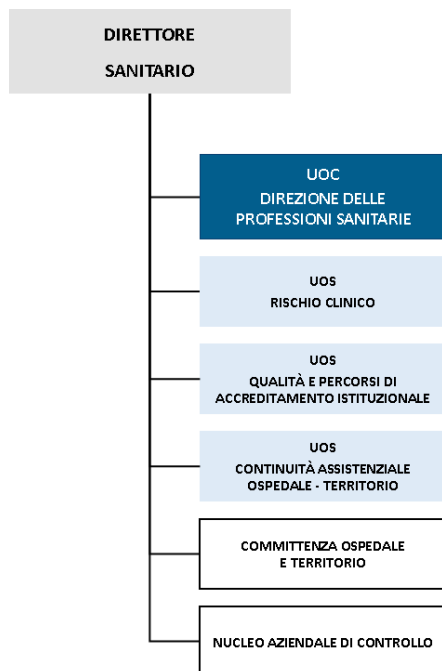 DIRETTORE
SANITARIO
UOC
DIREZIONE DELLE
PROFESSIONI SANITARIE
UOS
RISCHIO CLINICO
UOS
QUALITÀ E PERCORSI DI
ACCREDITAMENTO ISTITUZIONALE
UOS
CONTINUITÀ ASSISTENZIALE
OSPEDALE - TERRITORIO
COMMITTENZA OSPEDALE
E TERRITORIO
NUCLEO AZIENDALE DI CONTROLLO